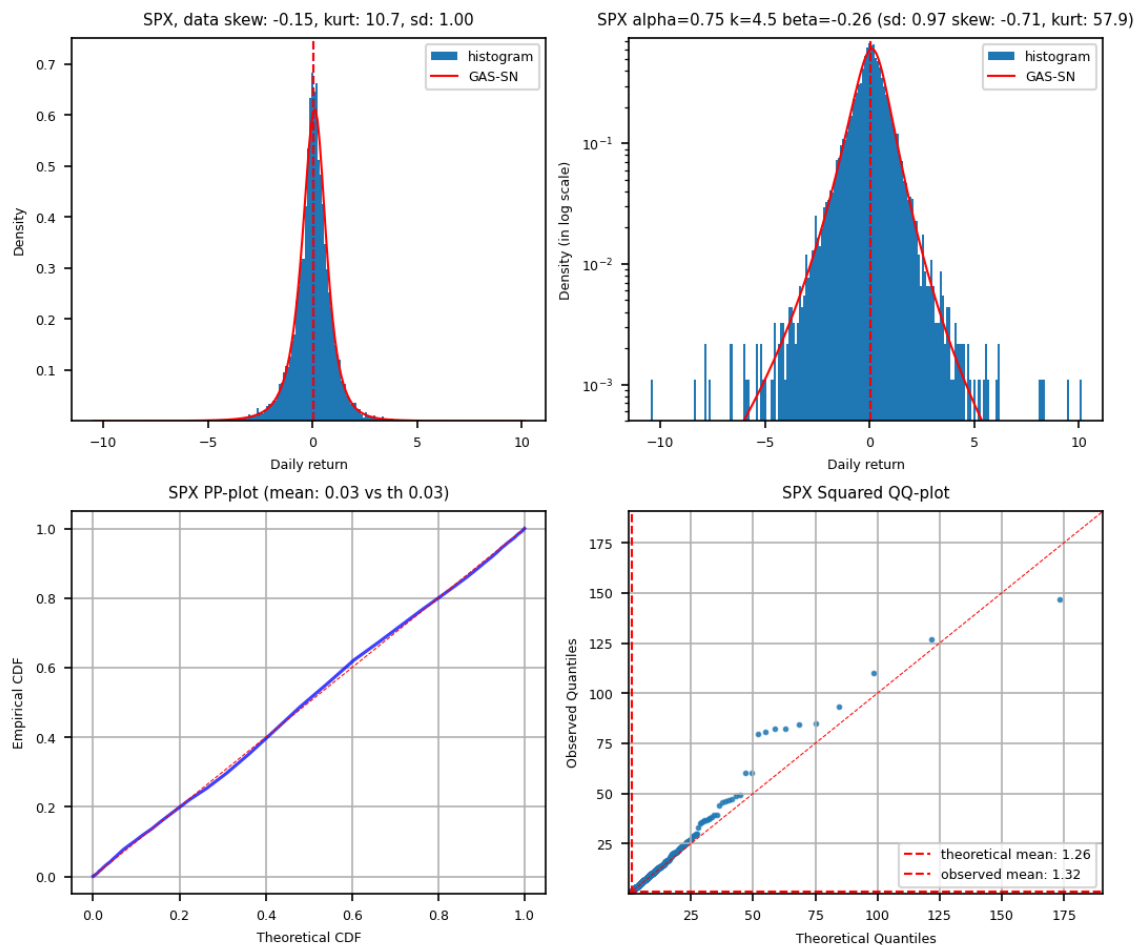 SPX, data skew: -0.15, kurt: 10.7, sd: 1.00
0.7
0.6
0.5
0.4
0.3
0.2
0.1
Density
histogram
GAS-SN
−10
−5
0
5
10
Daily return
SPX alpha=0.75 k=4.5 beta=-0.26 (sd: 0.97 skew: -0.71, kurt: 57.9)
10⁻¹
10⁻²
10⁻³
Density (in log scale)
histogram
GAS-SN
−10
−5
0
5
10
Daily return
SPX PP-plot (mean: 0.03 vs th 0.03)
1.0
0.8
0.6
0.4
0.2
0.0
Empirical CDF
0.0
0.2
0.4
0.6
0.8
1.0
Theoretical CDF
SPX Squared QQ-plot
175
150
125
100
75
50
25
Observed Quantiles
theoretical mean: 1.26
observed mean: 1.32
25
50
75
100
125
150
175
Theoretical Quantiles